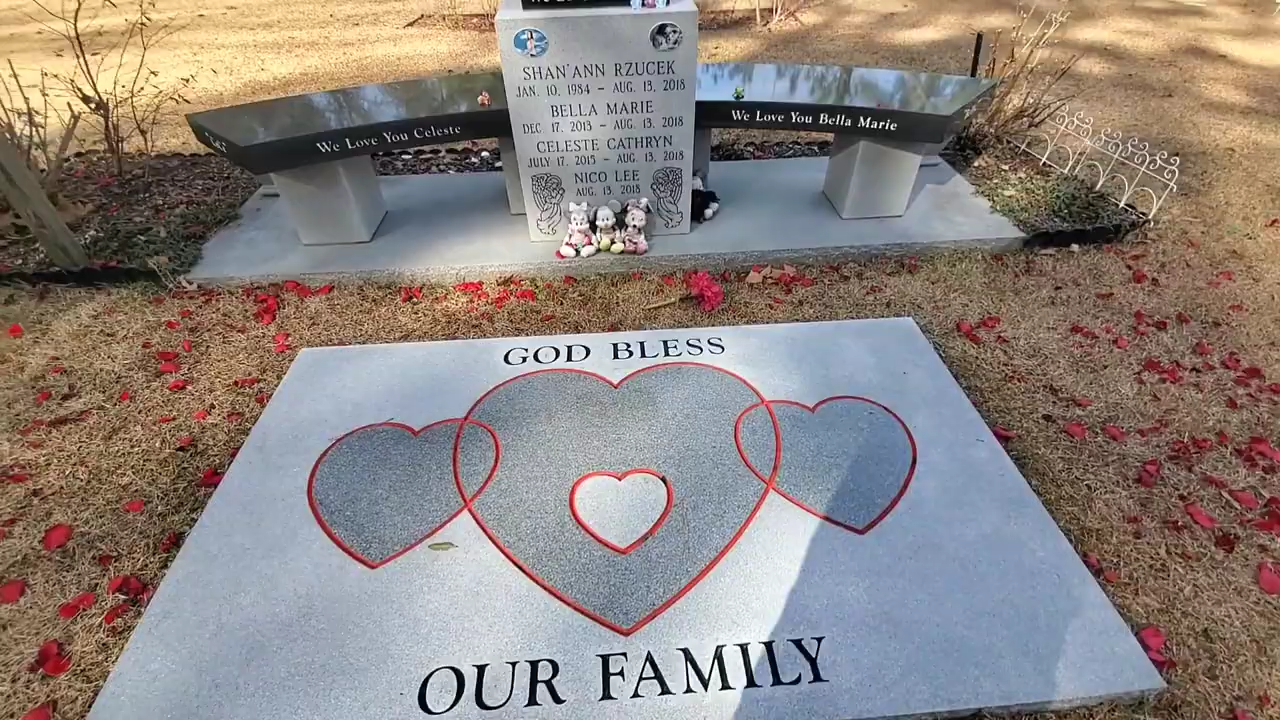 SHAN'ANN RZUCEK
JAN. 10, 1984 – AUG. 13, 2018
BELLA MARIE
DEC. 17, 2013 – AUG. 13, 2018
CELESTE CATHRYN
JULY 17, 2015 – AUG. 13, 2018
NICO LEE
AUG. 13, 2018
We Love You Celeste
We Love You Bella Marie
GOD BLESS
OUR FAMILY